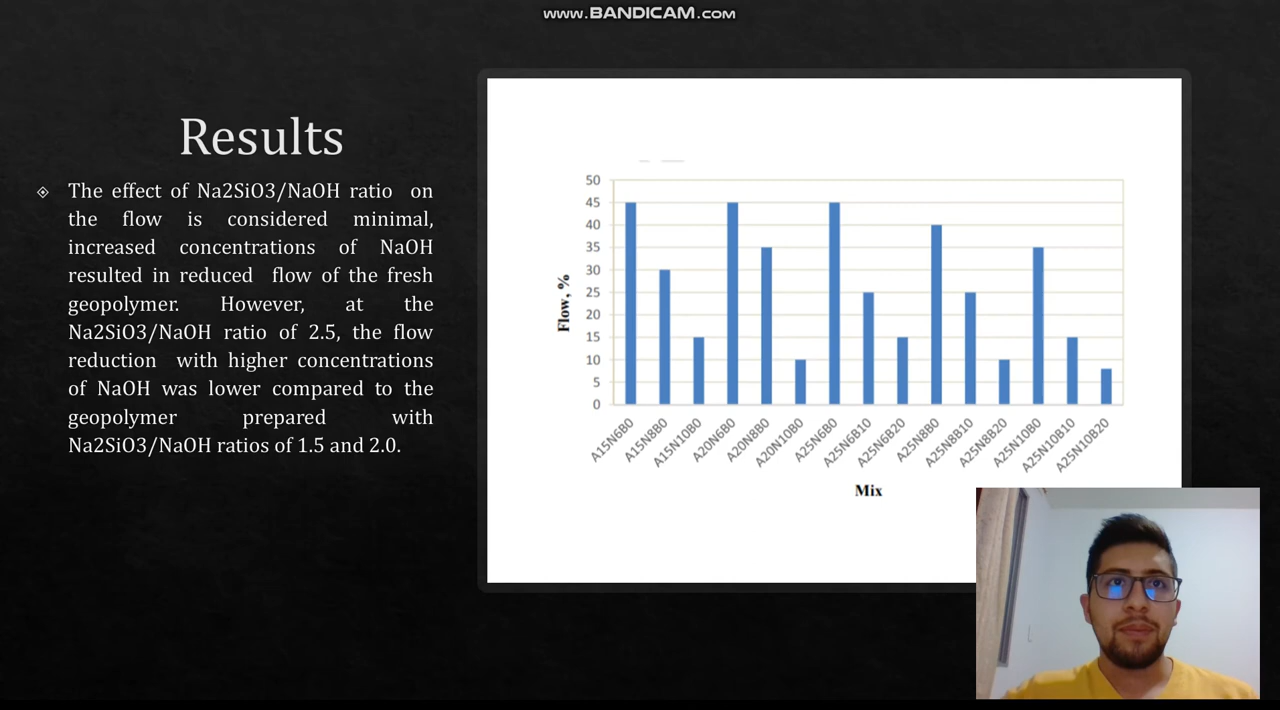 www.BANDICAM.com
Results
The effect of Na2SiO3/NaOH ratio on
the flow is considered minimal,
increased concentrations of NaOH
resulted in reduced flow of the fresh
geopolymer. However, at the
Na2SiO3/NaOH ratio of 2.5, the flow
reduction with higher concentrations
of NaOH was lower compared to the
geopolymer prepared with
Na2SiO3/NaOH ratios of 1.5 and 2.0.
Flow, %
50
45
40
35
30
25
20
15
10
5
0
A15N6B0
A15N8B0
A15N10B0
A20N6B0
A20N8B0
A20N10B0
A25N6B0
A25N6B10
A25N6B20
A25N8B0
A25N8B10
A25N8B20
A25N10B0
A25N10B10
A25N10B20
Mix